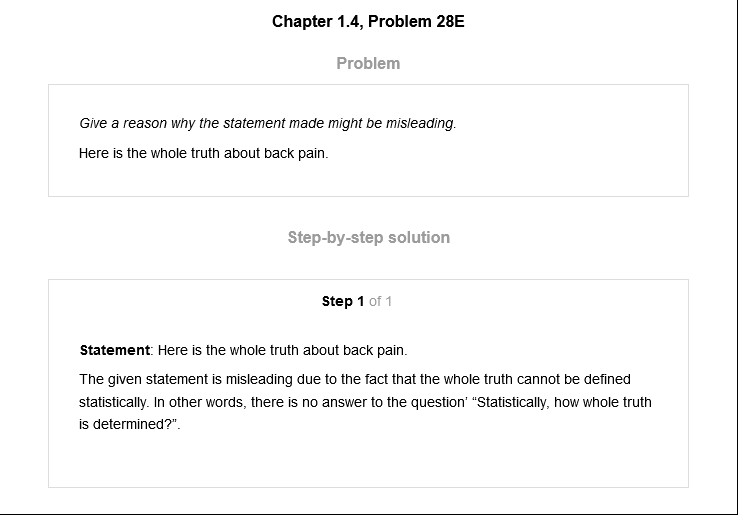 Chapter 1.4, Problem 28E
Problem
Give a reason why the statement made might be misleading.
Here is the whole truth about back pain.
Step-by-step solution
Step 1 of 1
Statement: Here is the whole truth about back pain.
The given statement is misleading due to the fact that the whole truth cannot be defined
statistically. In other words, there is no answer to the question’ “Statistically, how whole truth
is determined?”.